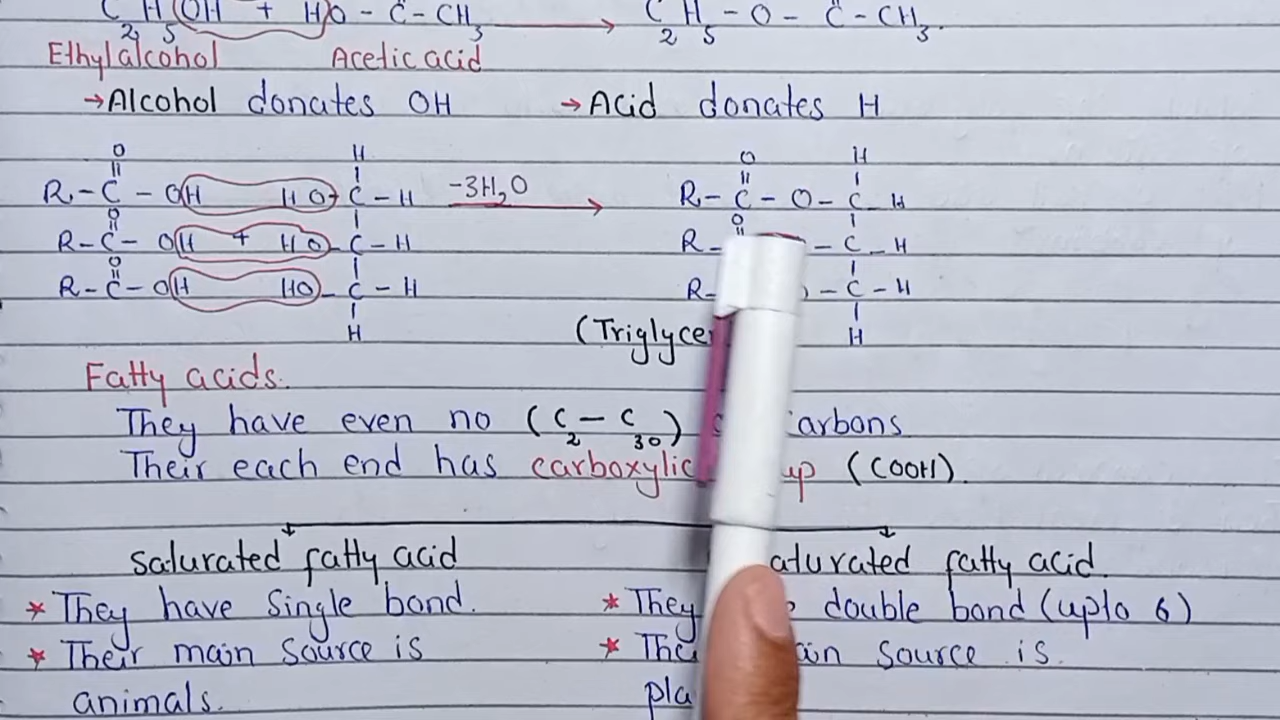 C2H5OH + HO - C - CH3 → C2H5 - O - C - CH3.
Ethyl alcohol Acetic acid
→ Alcohol donates OH → Acid donates H
O H O H
R - C - OH HO - C - H -3H2O → R - C - O - C - H
O O
R - C - OH + HO - C - H R - - C - H
O
R - C - OH HO - C - H R - - C - H
H (Triglyce H
Fatty acids.
They have even no (C2 - C30) arbons
Their each end has carboxylic up (COOH).
Saturated fatty acid aturated fatty acid.
* They have Single bond. * They double bond (upto 6)
* Their main Source is * The ain Source is.
animals. pla